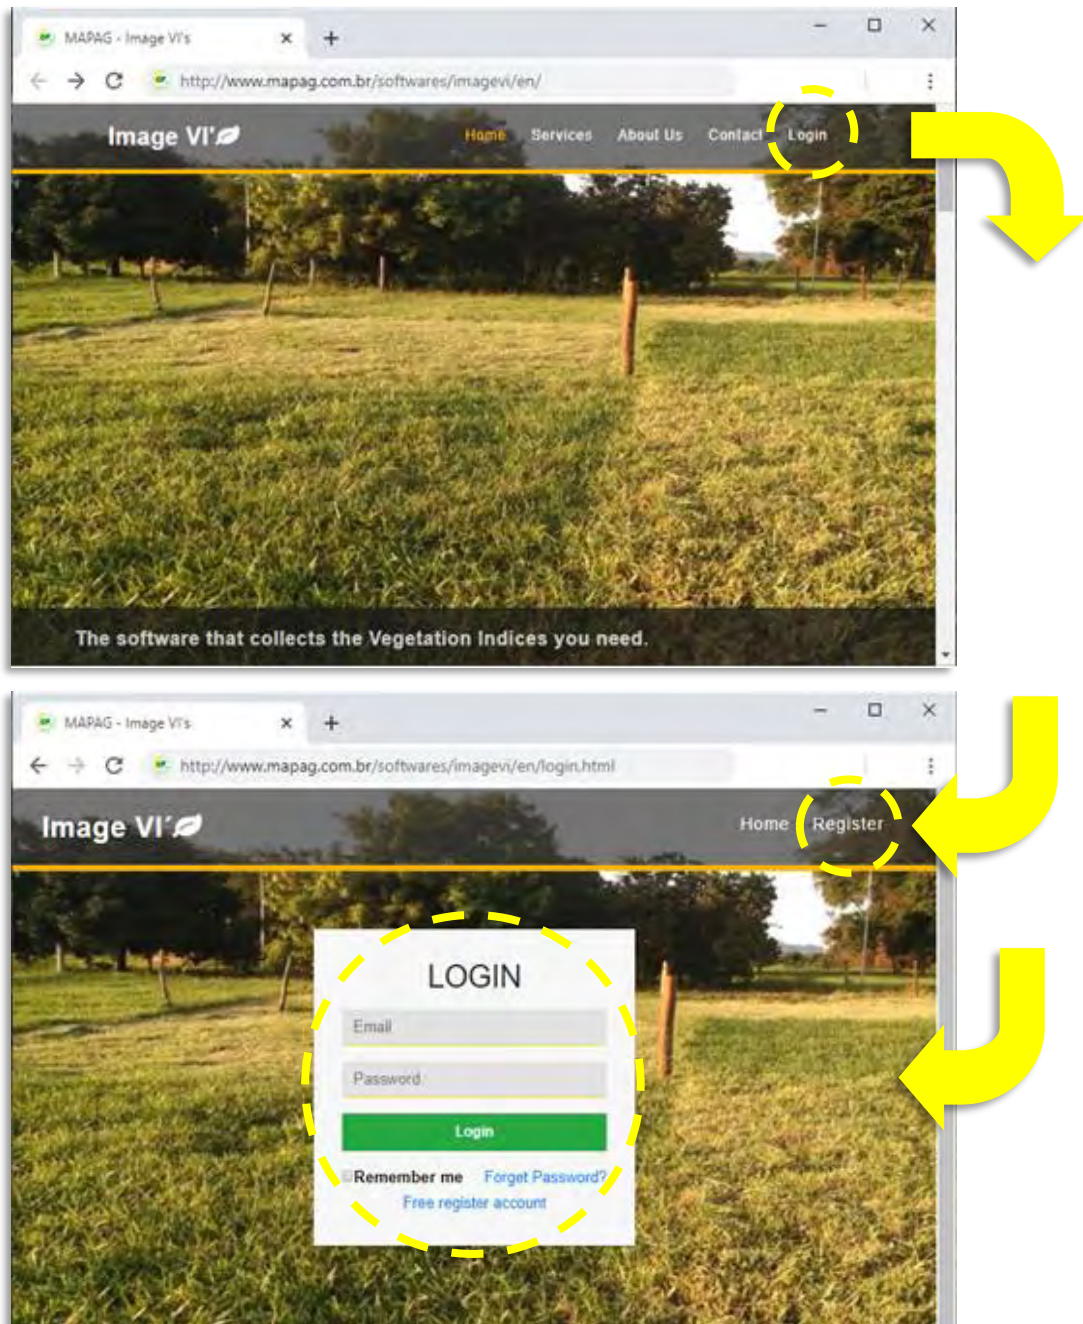 MAPAG - Image VI's
http://www.mapag.com.br/softwares/imagevi/en/
Image VI'
Home Services About Us Contact Login
The software that collects the Vegetation Indices you need.
MAPAG - Image VI's
http://www.mapag.com.br/softwares/imagevi/en/login.html
Image VI´
Home Register
LOGIN
Email
Password
Login
Remember me Forget Password?
Free register account